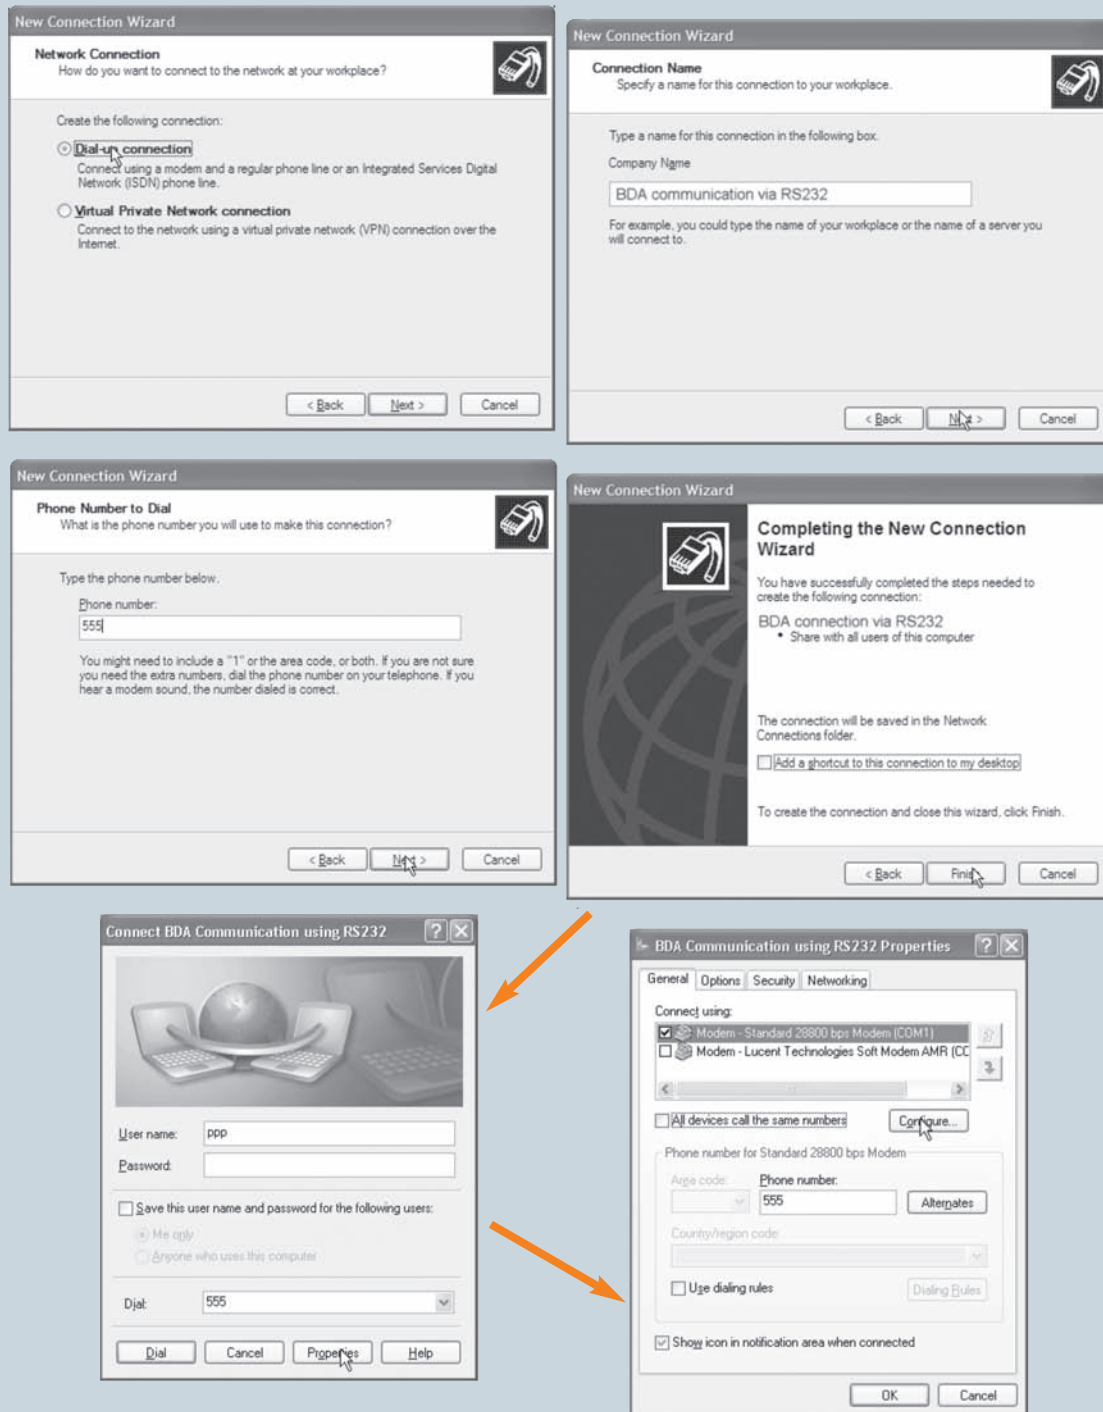 New Connection Wizard
Network Connection
How do you want to connect to the network at your workplace?
Create the following connection:
Dial-up connection
Connect using a modem and a regular phone line or an Integrated Services Digital
Network (ISDN) phone line.
Virtual Private Network connection
Connect to the network using a virtual private network (VPN) connection over the
Internet.
< Back
Next >
Cancel
New Connection Wizard
Connection Name
Specify a name for this connection to your workplace.
Type a name for this connection in the following box.
Company Name
BDA communication via RS232
For example, you could type the name of your workplace or the name of a server you
will connect to.
< Back
Next >
Cancel
New Connection Wizard
Phone Number to Dial
What is the phone number you will use to make this connection?
Type the phone number below.
Phone number:
555
You might need to include a "1" or the area code, or both. If you are not sure
you need the extra numbers, dial the phone number on your telephone. If you
hear a modem sound, the number dialed is correct.
< Back
Next >
Cancel
New Connection Wizard
Completing the New Connection
Wizard
You have successfully completed the steps needed to
create the following connection:
BDA connection via RS232
• Share with all users of this computer
The connection will be saved in the Network
Connections folder.
Add a shortcut to this connection to my desktop
To create the connection and close this wizard, click Finish.
< Back
Finish
Cancel
Connect BDA Communication using RS232
User name:
ppp
Password:
Save this user name and password for the following users:
Me only
Anyone who uses this computer
Dial:
555
Dial
Cancel
Properties
Help
BDA Communication using RS232 Properties
General
Options
Security
Networking
Connect using:
Modem - Standard 28800 bps Modem (COM1)
Modem - Lucent Technologies Soft Modem AMR (CC
All devices call the same numbers
Configure...
Phone number for Standard 28800 bps Modem
Area code:
Phone number:
555
Alternates
Country/region code:
Use dialing rules
Dialing Rules
Show icon in notification area when connected
OK
Cancel